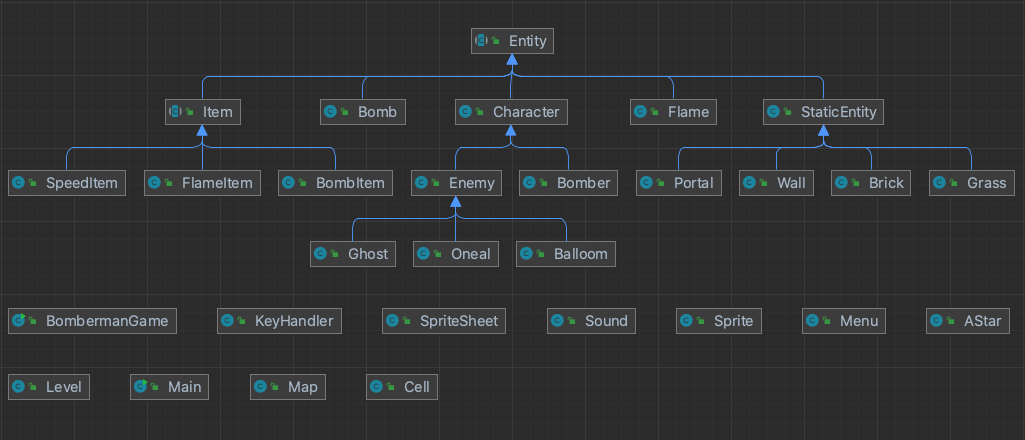 Entity
Item Bomb Character Flame StaticEntity
SpeedItem FlameItem BombItem Enemy Bomber Portal Wall Brick Grass
Ghost Oneal Balloom
BombermanGame KeyHandler SpriteSheet Sound Sprite Menu AStar
Level Main Map Cell